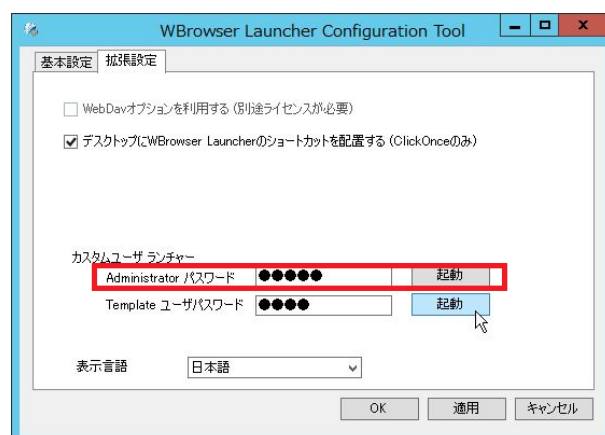 WBrowser Launcher Configuration Tool
基本設定 拡張設定
WebDavオプションを利用する (別途ライセンスが必要)
デスクトップにWBrowser Launcherのショートカットを配置する (ClickOnceのみ)
カスタムユーザ ランチャー
Administrator パスワード ●●●●● 起動
Template ユーザパスワード ●●●● 起動
表示言語 日本語
OK 適用 キャンセル